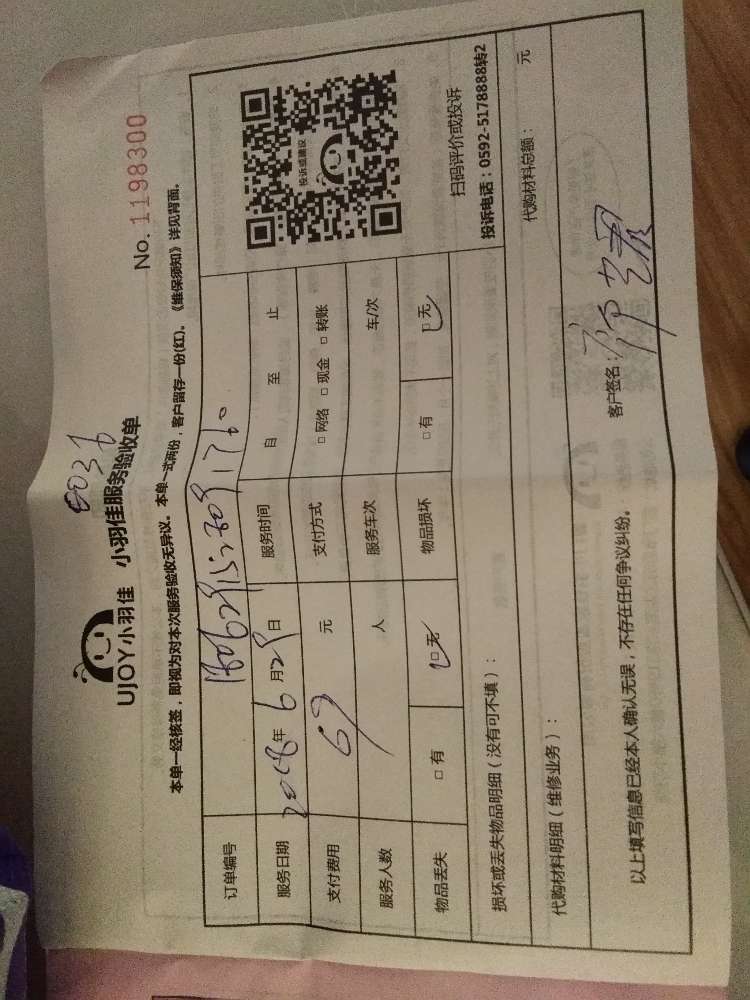 8036
UJOY小羽佳 小羽佳服务验收单
No. 1198300
本单一经核签，即视为对本次服务验收无异议。本单一式两份，客户留存一份(红)。《维保须知》详见背面。
订单编号
服务日期 2018年6月29日 服务时间 自 至 止
投诉或建议
支付费用 69 元 支付方式 □网络 □现金 □转账
服务人数 人 服务车次 车/次
物品丢失 □有 □无 物品损坏 □有 □无
扫码评价或投诉
投诉电话：0592-5178888转2
损坏或丢失物品明细（没有可不填）：
代购材料明细（维修业务）： 代购材料总额： 元
以上填写信息已经本人确认无误，不存在任何争议纠纷。 客户签名：